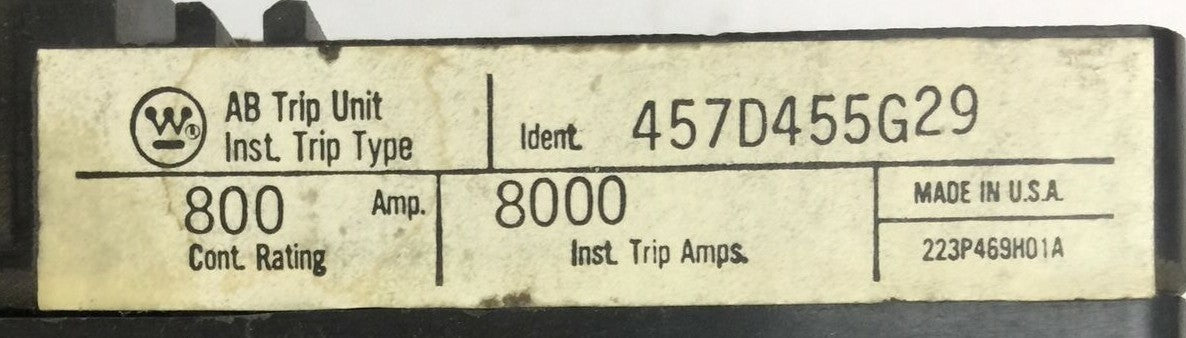 W
AB Trip Unit
Inst. Trip Type
Ident. 457D455G29
800 Amp.
Cont. Rating
8000
Inst. Trip Amps.
MADE IN U.S.A.
223P469H01A